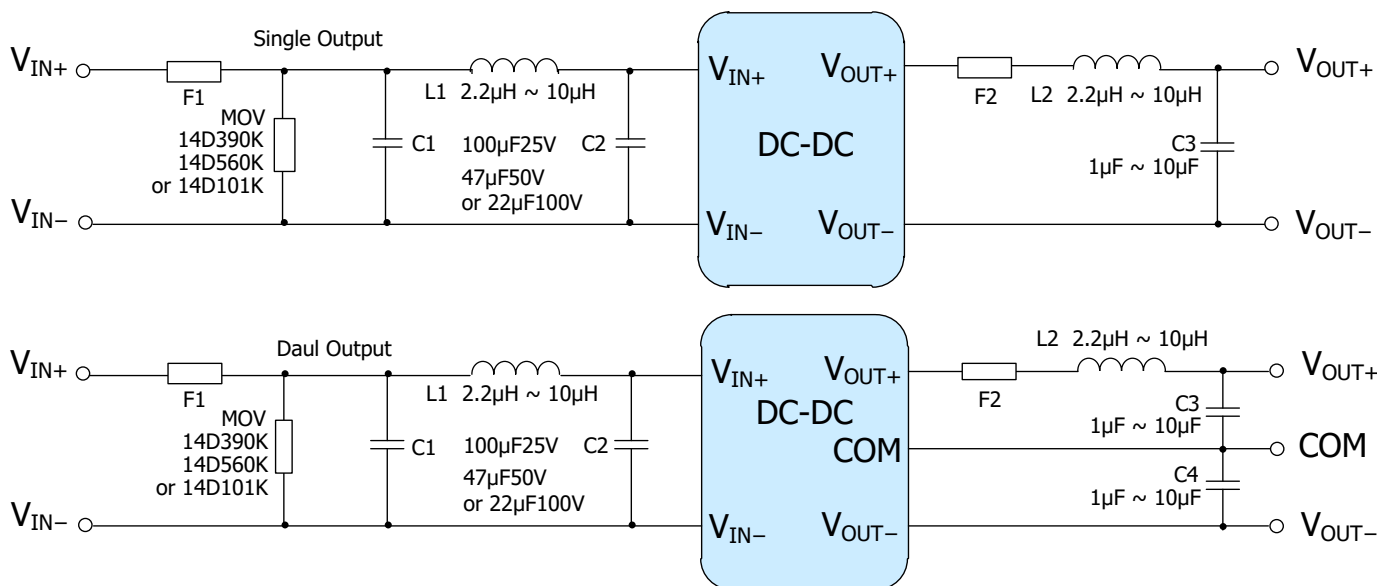 Single Output
VIN+
F1
L1 2.2µH ~ 10µH
MOV
14D390K
14D560K
or 14D101K
C1
100µF25V
47µF50V
or 22µF100V
C2
VIN−
VIN+
VOUT+
DC-DC
VIN−
VOUT−
F2
L2 2.2µH ~ 10µH
C3
1µF ~ 10µF
VOUT+
VOUT−
Daul Output
VIN+
F1
L1 2.2µH ~ 10µH
MOV
14D390K
14D560K
or 14D101K
C1
100µF25V
47µF50V
or 22µF100V
C2
VIN−
VIN+
VOUT+
DC-DC
COM
VIN−
VOUT−
L2 2.2µH ~ 10µH
F2
C3
1µF ~ 10µF
C4
1µF ~ 10µF
VOUT+
COM
VOUT−